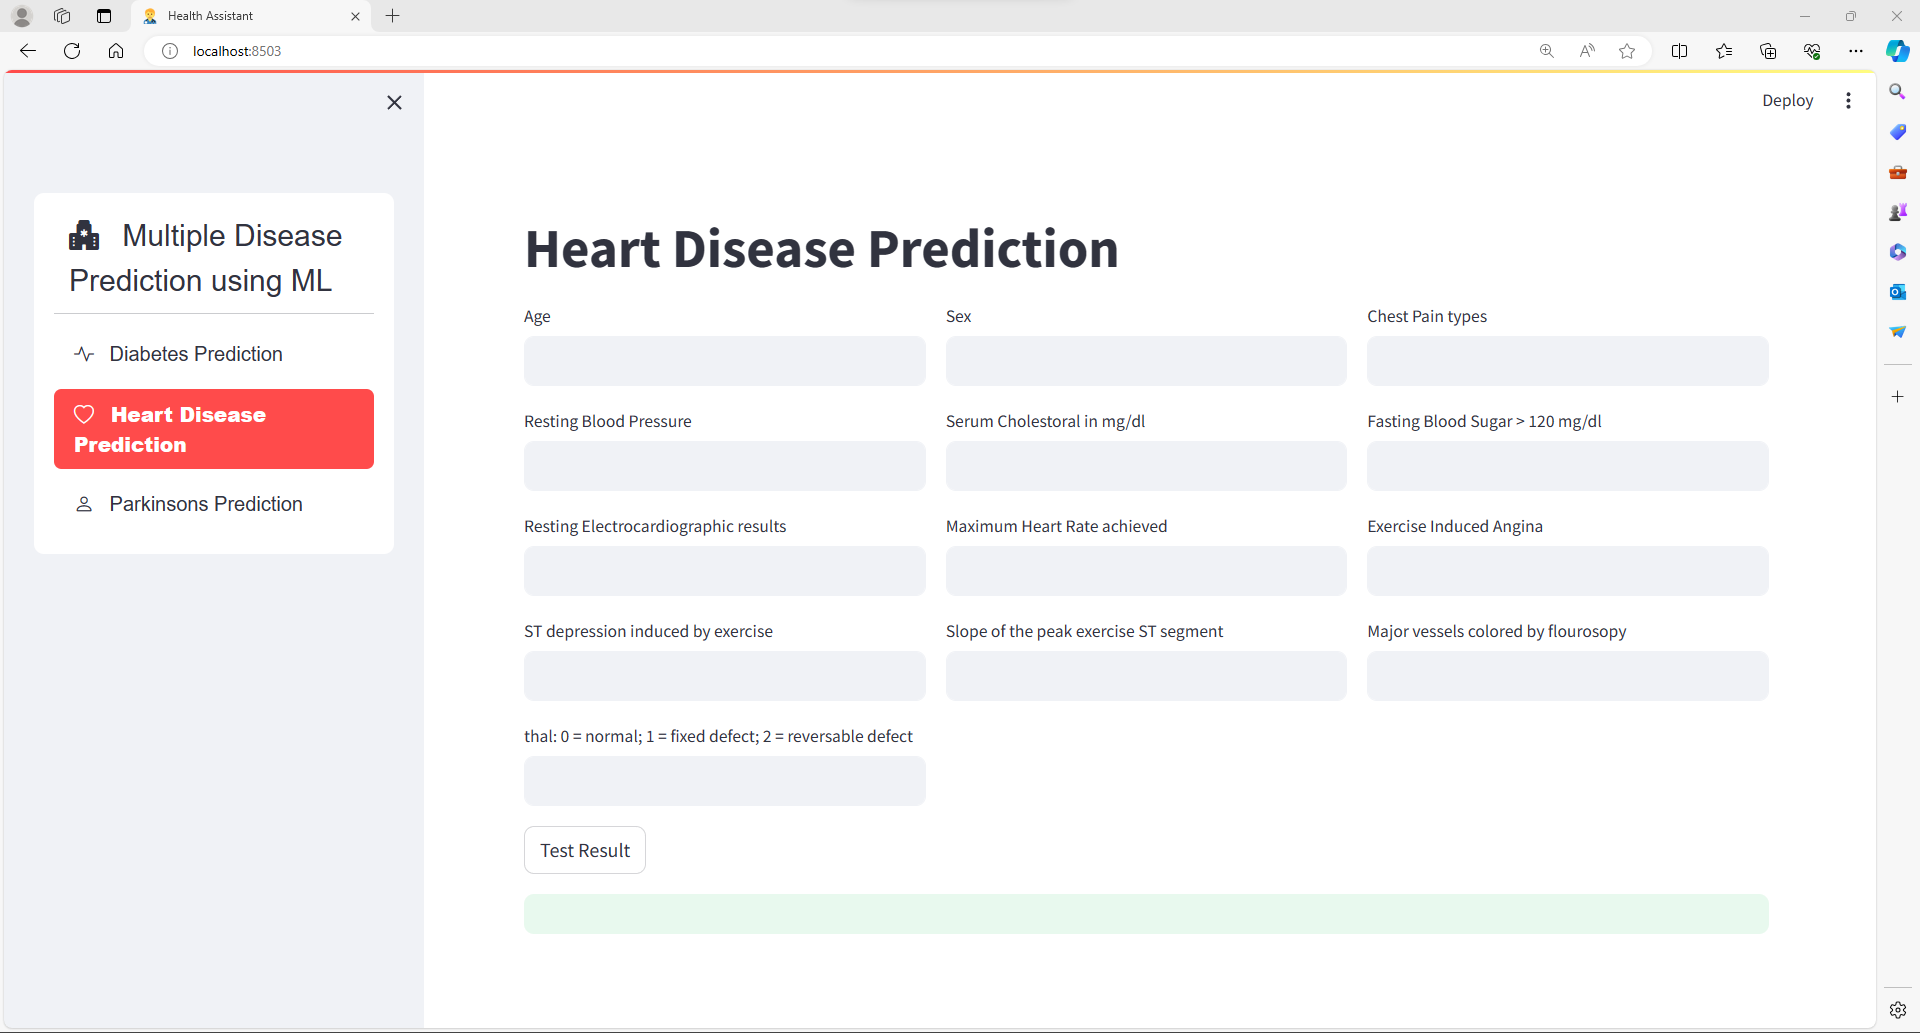 Health Assistant
localhost:8503
Deploy
Multiple Disease
Prediction using ML
Diabetes Prediction
Heart Disease
Prediction
Parkinsons Prediction
Heart Disease Prediction
Age
Sex
Chest Pain types
Resting Blood Pressure
Serum Cholestoral in mg/dl
Fasting Blood Sugar > 120 mg/dl
Resting Electrocardiographic results
Maximum Heart Rate achieved
Exercise Induced Angina
ST depression induced by exercise
Slope of the peak exercise ST segment
Major vessels colored by flourosopy
thal: 0 = normal; 1 = fixed defect; 2 = reversable defect
Test Result